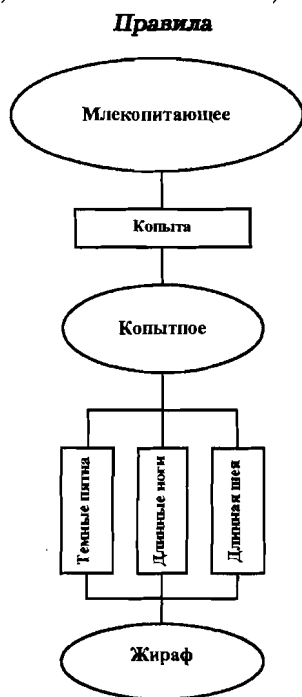 Правила
Млекопитающее
Копыта
Копытное
Темные пятна
Длинные ноги
Длинная шея
Жираф